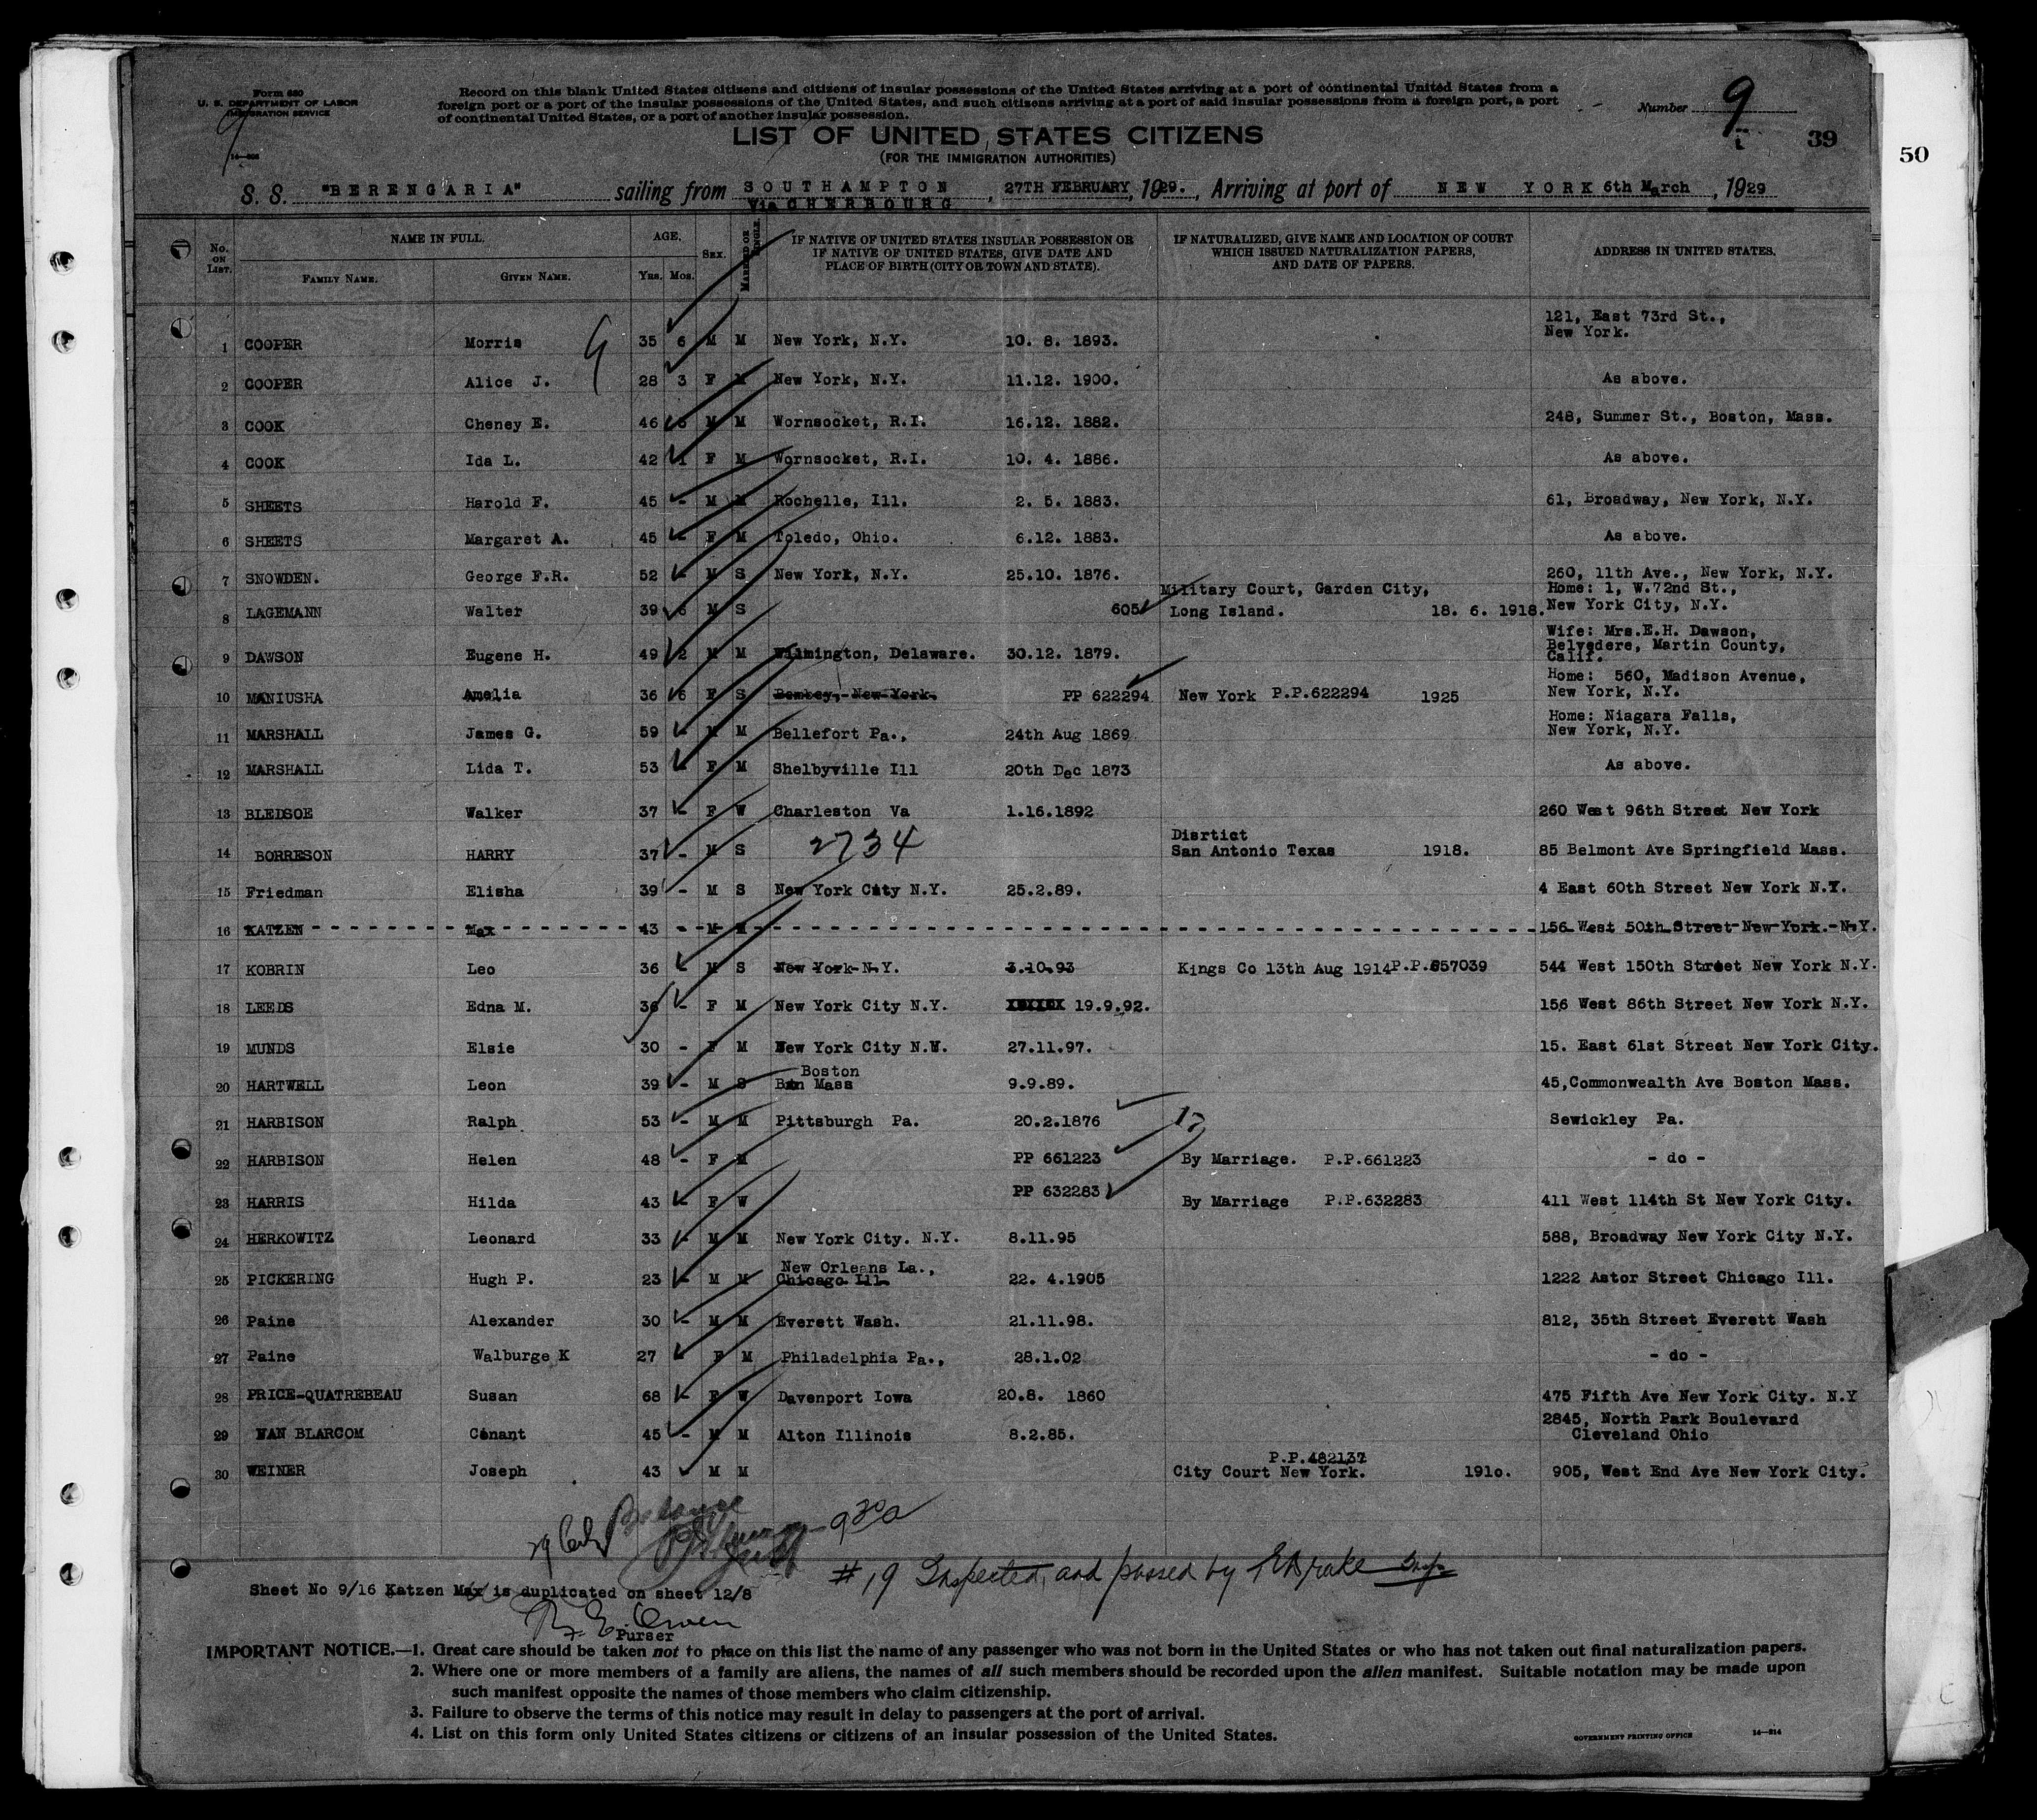 Form 630
U. S. DEPARTMENT OF LABOR
IMMIGRATION SERVICE
9
Record on this blank United States citizens and citizens of insular possessions of the United States arriving at a port of continental United States from a
foreign port or a port of the insular possessions of the United States, and such citizens arriving at a port of said insular possessions from a foreign port, a port
of continental United States, or a port of another insular possession.
Number 9
39
50
LIST OF UNITED STATES CITIZENS
(FOR THE IMMIGRATION AUTHORITIES)
S. S. "BERENGARIA" sailing from SOUTHAMPTON, 27TH FEBRUARY, 1929., Arriving at port of NEW YORK 6th March, 1929
Via CHERBOURG
No. ON LIST. NAME IN FULL. FAMILY NAME. GIVEN NAME. AGE. YRS. MOS. SEX. MARRIED OR SINGLE. IF NATIVE OF UNITED STATES INSULAR POSSESSION OR IF NATIVE OF UNITED STATES, GIVE DATE AND PLACE OF BIRTH (CITY OR TOWN AND STATE). IF NATURALIZED, GIVE NAME AND LOCATION OF COURT WHICH ISSUED NATURALIZATION PAPERS, AND DATE OF PAPERS. ADDRESS IN UNITED STATES.
1 COOPER Morris 35 6 M M New York, N.Y. 10. 8. 1893. 121, East 73rd St., New York.
2 COOPER Alice J. 28 3 F M New York, N.Y. 11.12. 1900. As above.
3 COOK Cheney E. 46 M M Wornsocket, R.I. 16.12. 1882. 248, Summer St., Boston, Mass.
4 COOK Ida L. 42 1 F M Wornsocket, R.I. 10. 4. 1886. As above.
5 SHEETS Harold F. 45 - M M Rochelle, Ill. 2. 5. 1883. 61, Broadway, New York, N.Y.
6 SHEETS Margaret A. 45 - F M Toledo, Ohio. 6.12. 1883. As above.
7 SNOWDEN. George F.R. 52 - M S New York, N.Y. 25.10. 1876. 260, 11th Ave., New York, N.Y.
8 LAGEMANN Walter 39 6 M S 605 Military Court, Garden City, Long Island. 18. 6. 1918. Home: 1, W.72nd St., New York City, N.Y.
9 DAWSON Eugene H. 49 2 M M Wilmington, Delaware. 30.12. 1879. Wife: Mrs.E.H. Dawson, Belvedere, Martin County, Calif.
10 MANIUSHA Amelia 36 6 F S Bombey, New York. PP 622294 New York P.P.622294 1925 Home: 560, Madison Avenue, New York, N.Y.
11 MARSHALL James G. 59 - M M Bellefort Pa., 24th Aug 1869 Home: Niagara Falls, New York, N.Y.
12 MARSHALL Lida T. 53 - F M Shelbyville Ill 20th Dec 1873 As above.
13 BLEDSOE Walker 37 - F W Charleston Va 1.16.1892 260 West 96th Street New York
14 BORRESON HARRY 37 - M S 2734 Disrtict San Antonio Texas 1918. 85 Belmont Ave Springfield Mass.
15 Friedman Elisha 39 - M S New York City N.Y. 25.2.89. 4 East 60th Street New York N.Y.
16 KATZEN Max 43 - M M 156 West 50th Street New York. N.Y.
17 KOBRIN Leo 36 - M S New York N.Y. 3.10.93 Kings Co 13th Aug 1914 P.P.657039 544 West 150th Street New York N.Y.
18 LEEDS Edna M. 36 - F M New York City N.Y. 19.9.92. 156 West 86th Street New York N.Y.
19 MUNDS Elsie 30 - F M New York City N.Y. 27.11.97. 15. East 61st Street New York City.
20 HARTWELL Leon 39 - M S Boston Mass 9.9.89. 45,Commonwealth Ave Boston Mass.
21 HARBISON Ralph 53 - M M Pittsburgh Pa. 20.2.1876 Sewickley Pa.
22 HARBISON Helen 48 - F M PP 661223 By Marriage. P.P.661223 - do -
23 HARRIS Hilda 43 - F W PP 632283 By Marriage P.P.632283 411 West 114th St New York City.
24 HERKOWITZ Leonard 33 - M M New York City. N.Y. 8.11.95 588, Broadway New York City N.Y.
25 PICKERING Hugh P. 23 - M M New Orleans La., Chicago Ill. 22. 4.1905 1222 Astor Street Chicago Ill.
26 Paine Alexander 30 - M M Everett Wash. 21.11.98. 812, 35th Street Everett Wash
27 Paine Walburge K 27 - F M Philadelphia Pa., 28.1.02 - do -
28 PRICE-QUATREBEAU Susan 68 - F W Davenport Iowa 20.8. 1860 475 Fifth Ave New York City. N.Y
29 VAN BLARCOM Conant 45 - M M Alton Illinois 8.2.85. 2845, North Park Boulevard Cleveland Ohio
30 WEINER Joseph 43 M M P.P.482137 City Court New York. 1910. 905, West End Ave New York City.
930a
#19 Inspected, and passed by EDrake Insp
Sheet No 9/16 Katzen Max is duplicated on sheet 12/8
Purser
IMPORTANT NOTICE.—1. Great care should be taken not to place on this list the name of any passenger who was not born in the United States or who has not taken out final naturalization papers.
2. Where one or more members of a family are aliens, the names of all such members should be recorded upon the alien manifest. Suitable notation may be made upon
such manifest opposite the names of those members who claim citizenship.
3. Failure to observe the terms of this notice may result in delay to passengers at the port of arrival.
4. List on this form only United States citizens or citizens of an insular possession of the United States.
GOVERNMENT PRINTING OFFICE 14—214